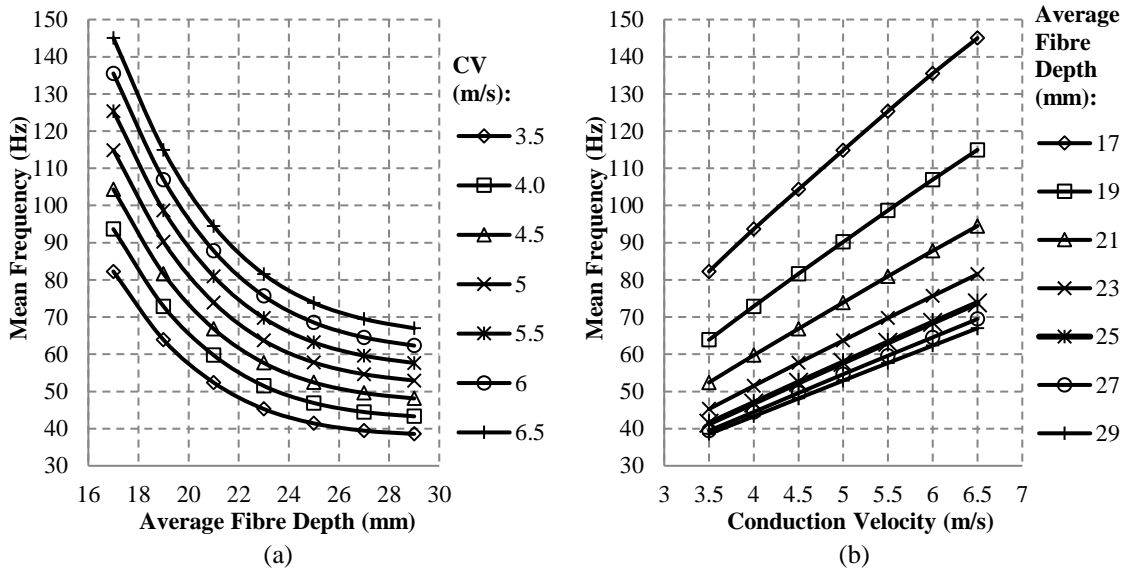 150
140
130
120
110
100
90
80
70
60
50
40
30
Mean Frequency (Hz)
16 18 20 22 24 26 28 30
Average Fibre Depth (mm)
CV
(m/s):
3.5
4.0
4.5
5
5.5
6
6.5
(a)
150
140
130
120
110
100
90
80
70
60
50
40
30
Mean Frequency (Hz)
3 3.5 4 4.5 5 5.5 6 6.5 7
Conduction Velocity (m/s)
Average
Fibre
Depth
(mm):
17
19
21
23
25
27
29
(b)